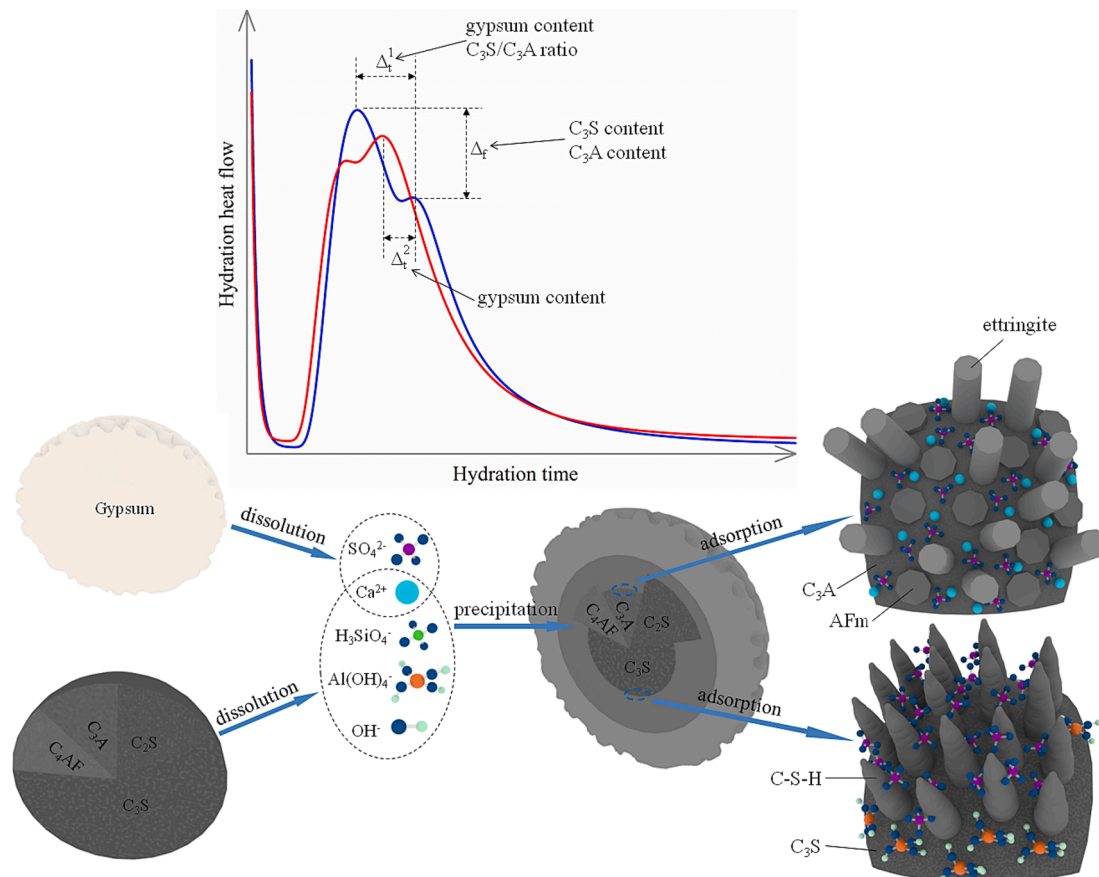 gypsum content
C₃S/C₃A ratio
Δₜ¹
C₃S content
C₃A content
Δ_f
Δₜ²
gypsum content
Hydration heat flow
Hydration time
ettringite
Gypsum
dissolution
SO₄²⁻
Ca²⁺
H₃SiO₄⁻
Al(OH)₄⁻
OH⁻
precipitation
C₃A
C₄AF
C₂S
C₃S
adsorption
C₃A
AFm
dissolution
C₃A
C₄AF
C₂S
C₃S
adsorption
C-S-H
C₃S